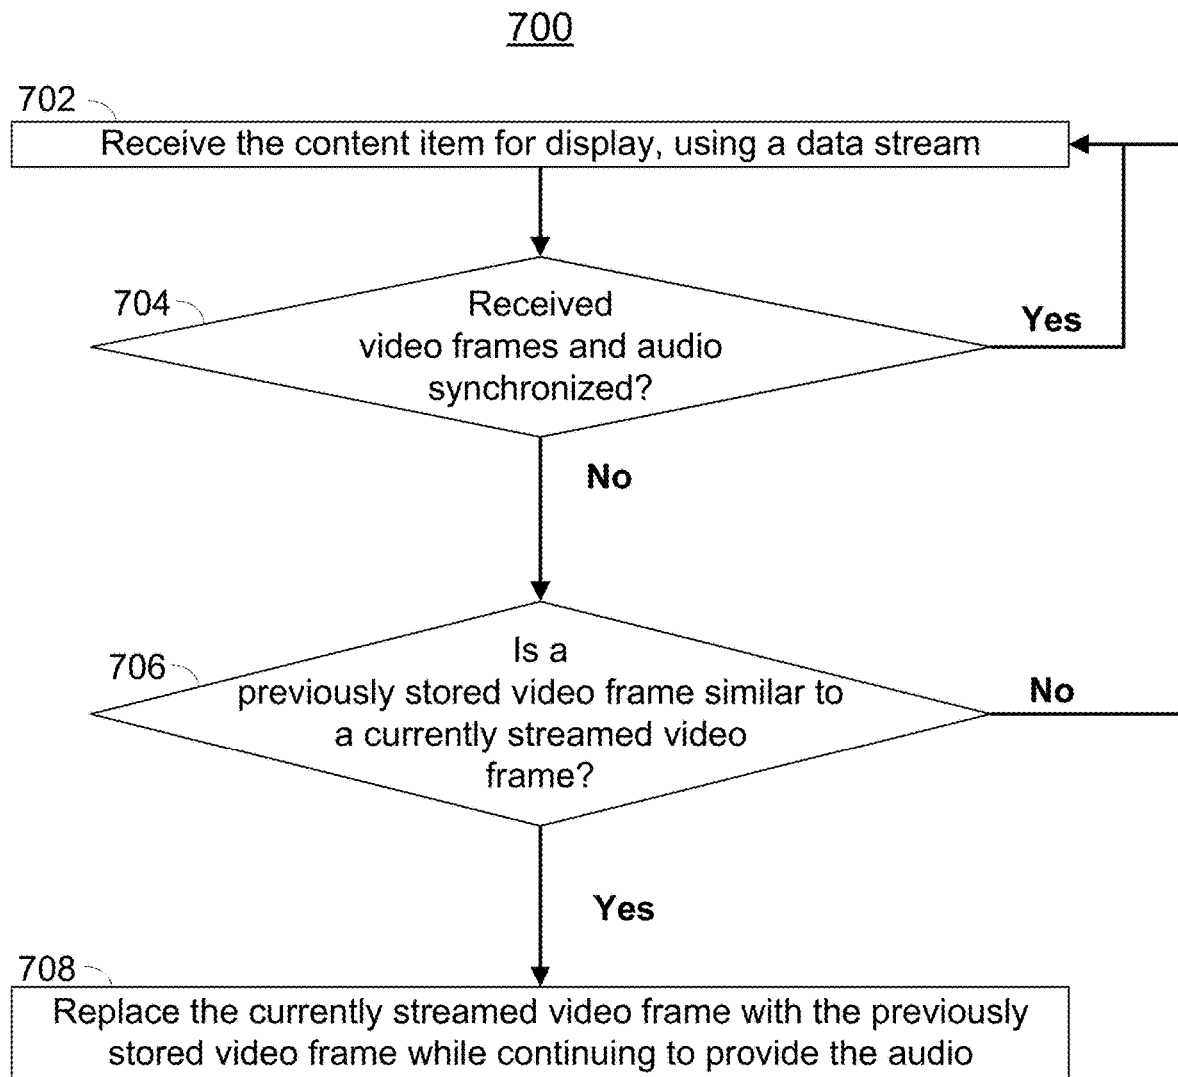 700
702
Receive the content item for display, using a data stream
704
Received
video frames and audio
synchronized?
Yes
No
706
Is a
previously stored video frame similar to
a currently streamed video
frame?
No
Yes
708
Replace the currently streamed video frame with the previously
stored video frame while continuing to provide the audio